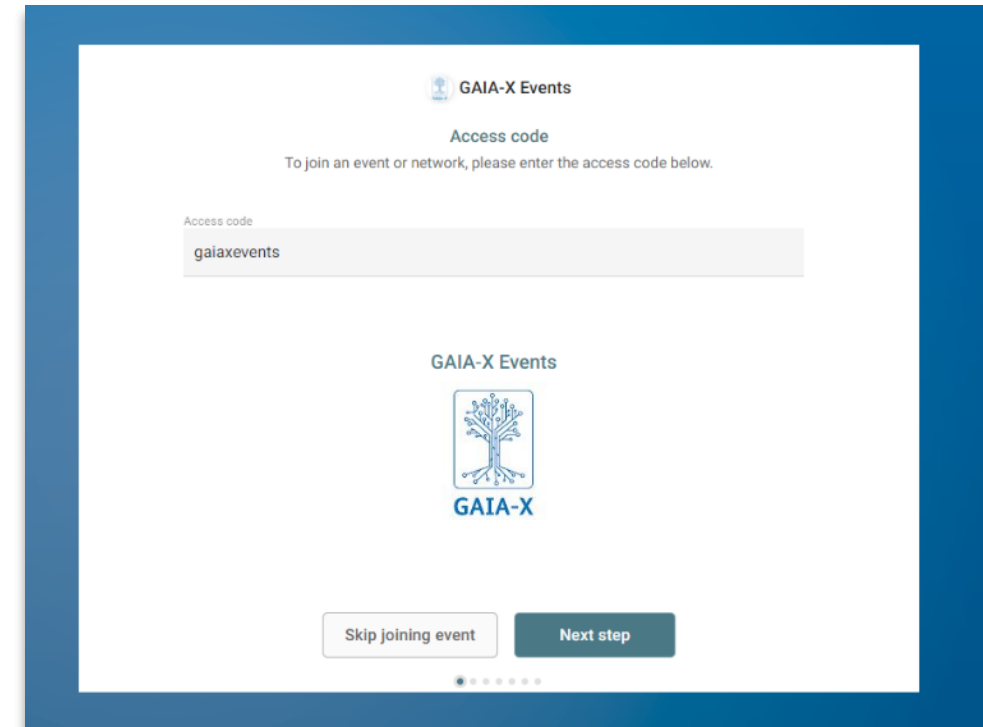 GAIA-X Events
Access code
To join an event or network, please enter the access code below.
Access code
gaiaxevents
GAIA-X Events
GAIA-X
Skip joining event
Next step